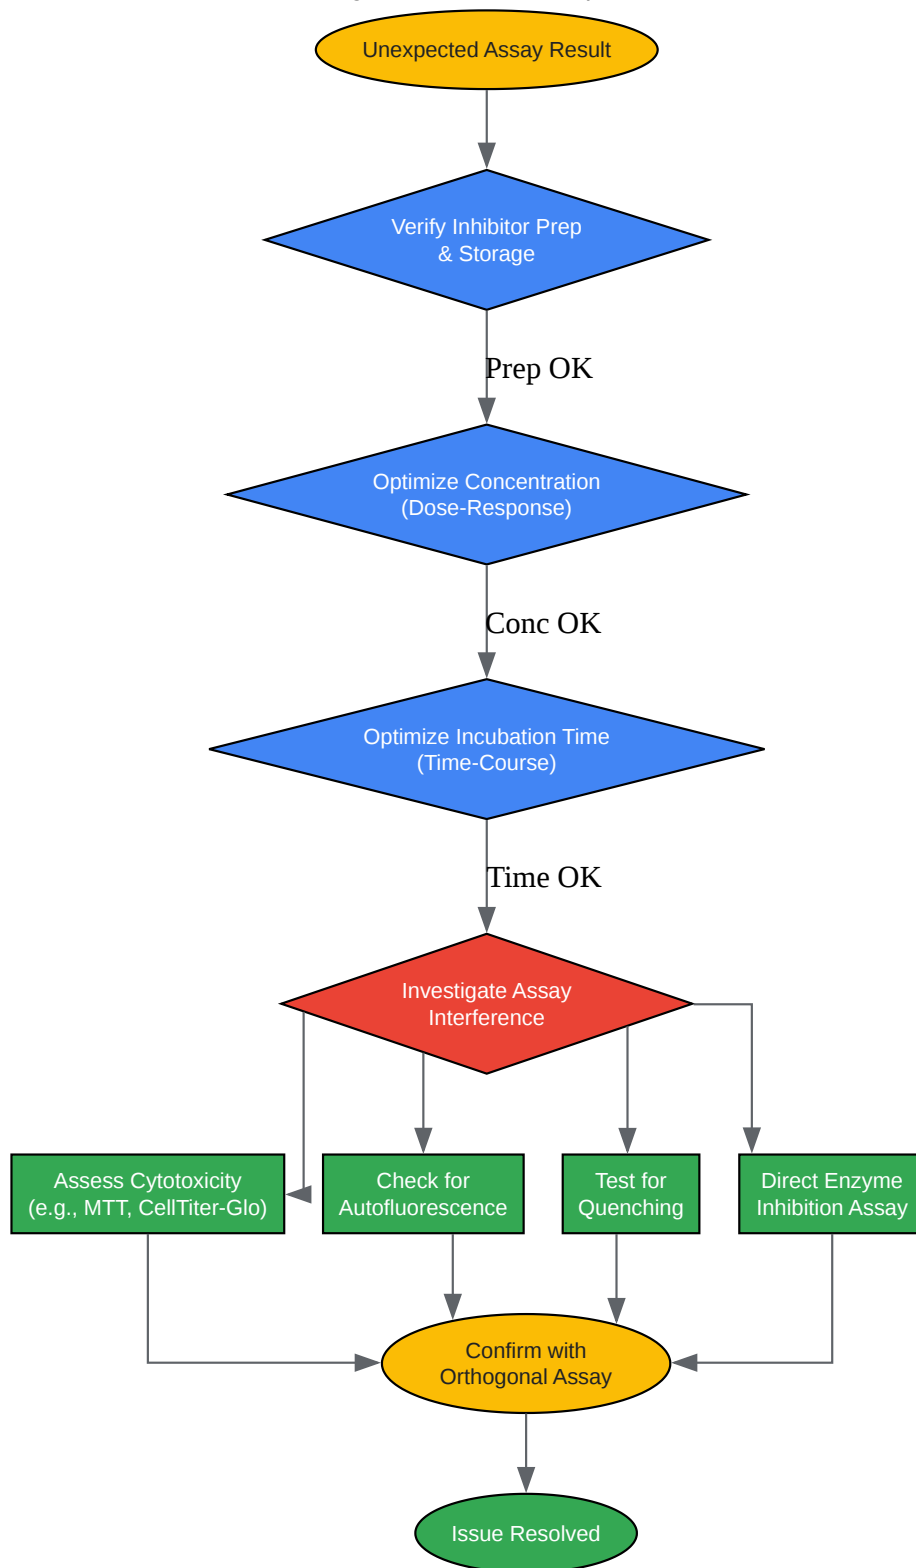 Unexpected Assay Result
Verify Inhibitor Prep
& Storage
Prep OK
Optimize Concentration
(Dose-Response)
Conc OK
Optimize Incubation Time
(Time-Course)
Time OK
Investigate Assay
Interference
Assess Cytotoxicity
(e.g., MTT, CellTiter-Glo)
Check for
Autofluorescence
Test for
Quenching
Direct Enzyme
Inhibition Assay
Confirm with
Orthogonal Assay
Issue Resolved